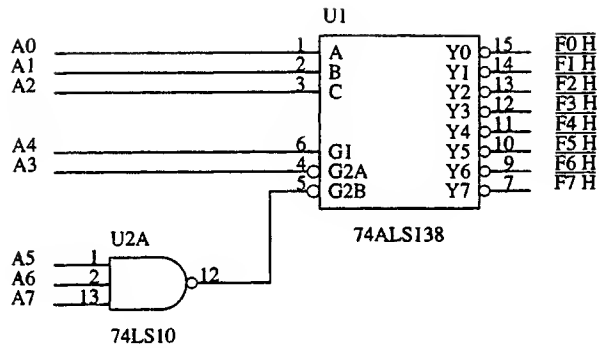 U1
A0 1 A Y0 15 F0 H
A1 2 B Y1 14 F1 H
A2 3 C Y2 13 F2 H
Y3 12 F3 H
Y4 11 F4 H
A4 6 G1 Y5 10 F5 H
A3 4 G2A Y6 9 F6 H
5 G2B Y7 7 F7 H
74ALS138
U2A
A5 1
A6 2 12
A7 13
74LS10